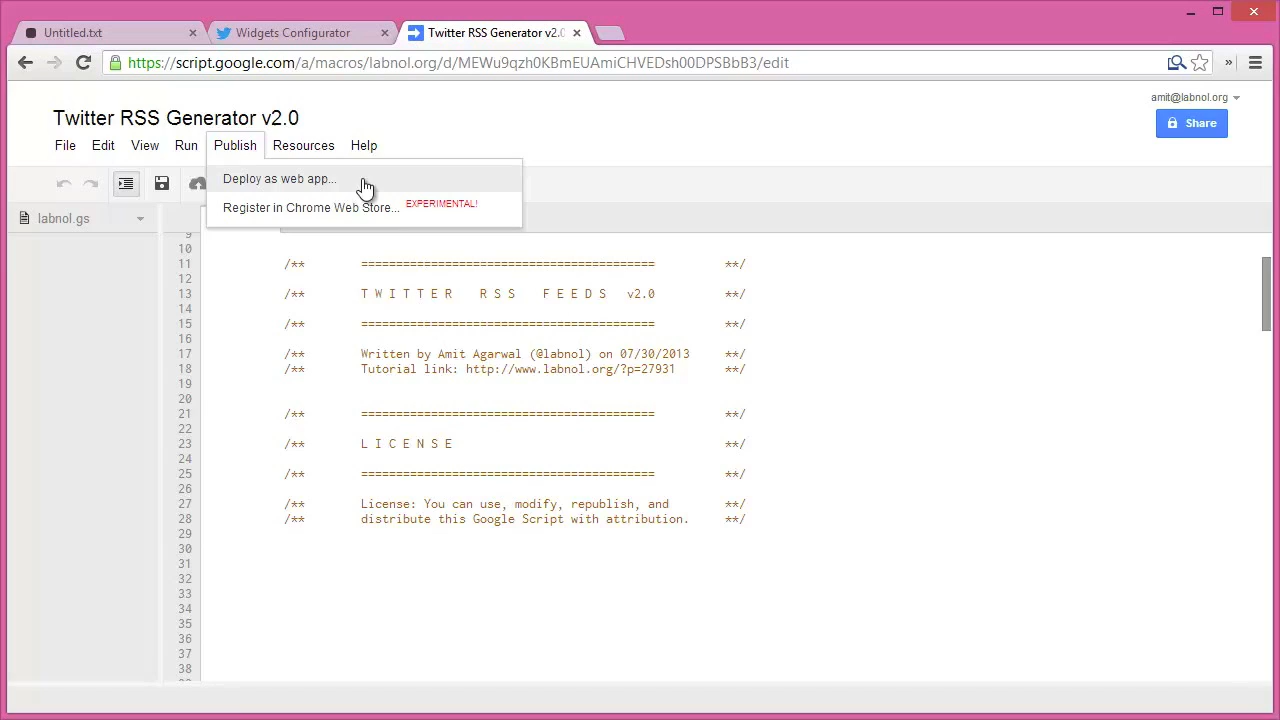 Untitled.txt
Widgets Configurator
Twitter RSS Generator v2.0
https://script.google.com/a/macros/labnol.org/d/MEWu9qzh0KBmEUAmiCHVEDsh00DPSBbB3/edit
amit@labnol.org
Twitter RSS Generator v2.0
Share
File Edit View Run Publish Resources Help
Deploy as web app...
Register in Chrome Web Store... EXPERIMENTAL!
labnol.gs
9
10
11 /** ========================================== **/
12
13 /** T W I T T E R R S S F E E D S v2.0 **/
14
15 /** ========================================== **/
16
17 /** Written by Amit Agarwal (@labnol) on 07/30/2013 **/
18 /** Tutorial link: http://www.labnol.org/?p=27931 **/
19
20
21 /** ========================================== **/
22
23 /** L I C E N S E **/
24
25 /** ========================================== **/
26
27 /** License: You can use, modify, republish, and **/
28 /** distribute this Google Script with attribution. **/
29
30
31
32
33
34
35
36
37
38